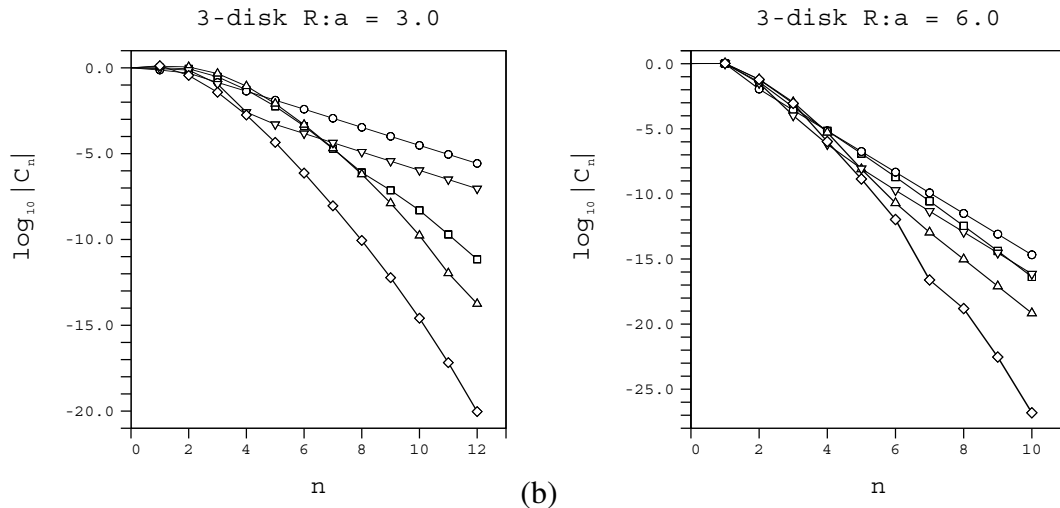 3-disk R:a = 3.0
0.0
-5.0
-10.0
-15.0
-20.0
log₁₀ |Cₙ|
0 2 4 6 8 10 12
n
(b)
3-disk R:a = 6.0
0.0
-5.0
-10.0
-15.0
-20.0
-25.0
log₁₀ |Cₙ|
0 2 4 6 8 10
n